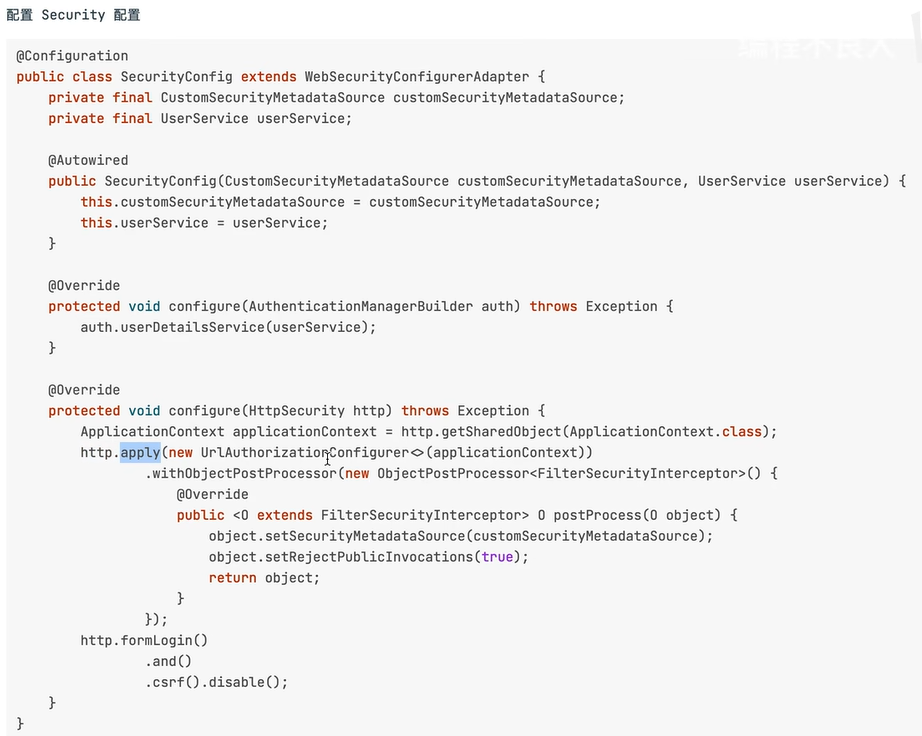 配置 Security 配置
编程不良人
@Configuration
public class SecurityConfig extends WebSecurityConfigurerAdapter {
    private final CustomSecurityMetadataSource customSecurityMetadataSource;
    private final UserService userService;

    @Autowired
    public SecurityConfig(CustomSecurityMetadataSource customSecurityMetadataSource, UserService userService) {
        this.customSecurityMetadataSource = customSecurityMetadataSource;
        this.userService = userService;
    }

    @Override
    protected void configure(AuthenticationManagerBuilder auth) throws Exception {
        auth.userDetailsService(userService);
    }

    @Override
    protected void configure(HttpSecurity http) throws Exception {
        ApplicationContext applicationContext = http.getSharedObject(ApplicationContext.class);
        http.apply(new UrlAuthorizationConfigurer<>(applicationContext))
                .withObjectPostProcessor(new ObjectPostProcessor<FilterSecurityInterceptor>() {
                    @Override
                    public <O extends FilterSecurityInterceptor> O postProcess(O object) {
                        object.setSecurityMetadataSource(customSecurityMetadataSource);
                        object.setRejectPublicInvocations(true);
                        return object;
                    }
                });
        http.formLogin()
                .and()
                .csrf().disable();
    }
}